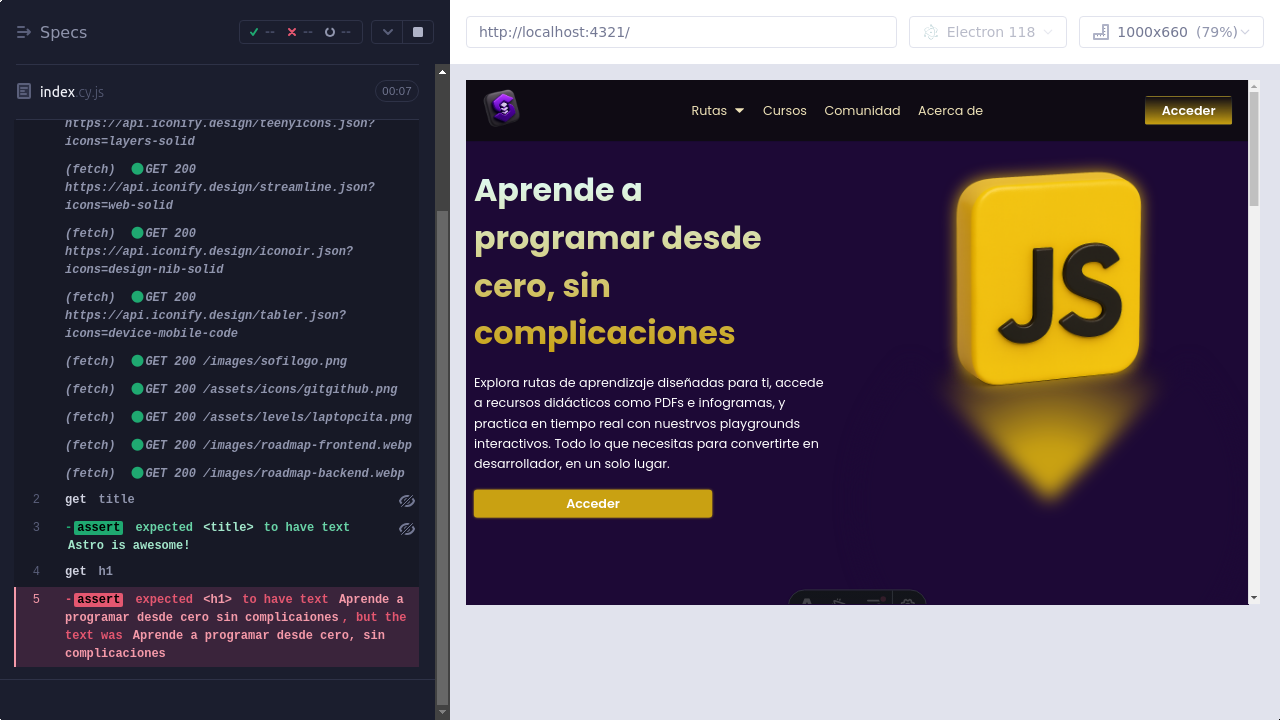 Specs
--
--
--
http://localhost:4321/
Electron 118
1000x660 (79%)
index.cy.js
00:07
https://api.iconify.design/teenyicons.json?
icons=layers-solid
(fetch) GET 200
https://api.iconify.design/streamline.json?
icons=web-solid
(fetch) GET 200
https://api.iconify.design/iconoir.json?
icons=design-nib-solid
(fetch) GET 200
https://api.iconify.design/tabler.json?
icons=device-mobile-code
(fetch) GET 200 /images/sofilogo.png
(fetch) GET 200 /assets/icons/gitgithub.png
(fetch) GET 200 /assets/levels/laptopcita.png
(fetch) GET 200 /images/roadmap-frontend.webp
(fetch) GET 200 /images/roadmap-backend.webp
2 get title
3 -assert expected <title> to have text
Astro is awesome!
4 get h1
5 -assert expected <h1> to have text Aprende a
programar desde cero sin complicaiones, but the
text was Aprende a programar desde cero, sin
complicaciones
Rutas Cursos Comunidad Acerca de
Acceder
Aprende a
programar desde
cero, sin
complicaciones
Explora rutas de aprendizaje diseñadas para ti, accede
a recursos didácticos como PDFs e infogramas, y
practica en tiempo real con nuestrvos playgrounds
interactivos. Todo lo que necesitas para convertirte en
desarrollador, en un solo lugar.
Acceder
JS